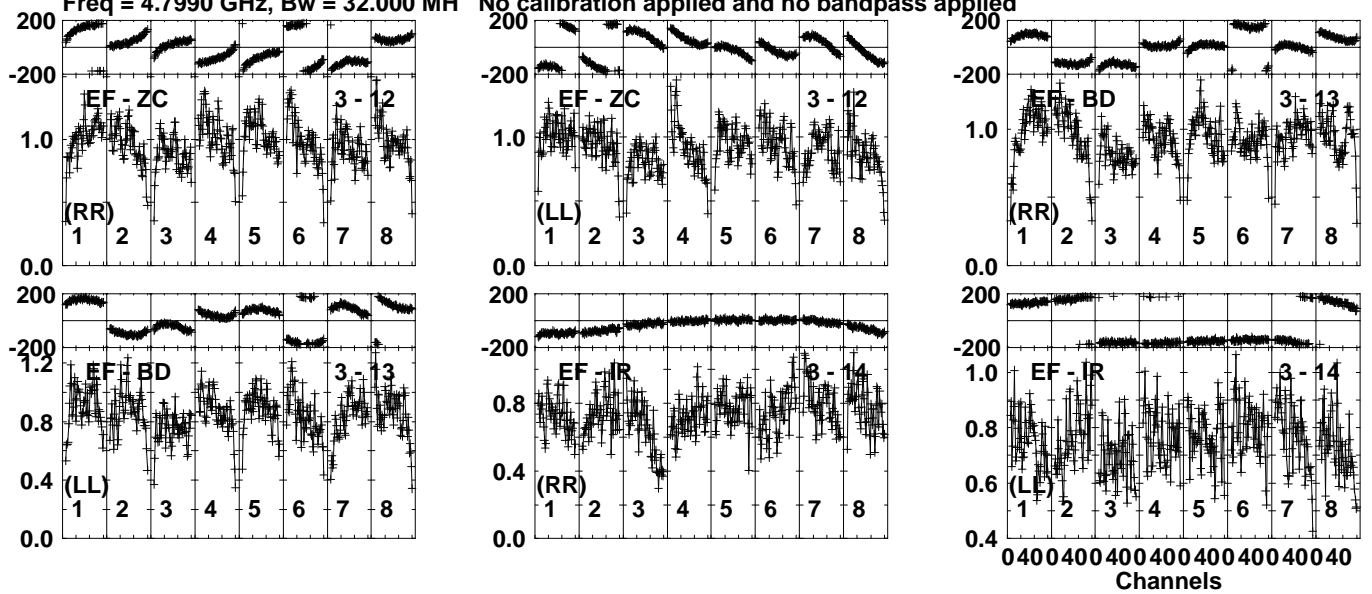 Freq = 4.7990 GHz, Bw = 32.000 MH No calibration applied and no bandpass applied
200
-200
EF - ZC 3 - 12
1.0
(RR)
1 2 3 4 5 6 7 8
0.0
200
-200
EF - ZC 3 - 12
1.0
(LL)
1 2 3 4 5 6 7 8
0.0
200
-200
EF - BD 3 - 13
1.0
(RR)
1 2 3 4 5 6 7 8
0.0
200
-200
1.2
EF - BD 3 - 13
0.8
0.4
(LL)
1 2 3 4 5 6 7 8
0.0
200
-200
EF - IR 3 - 14
0.8
0.4
(RR)
1 2 3 4 5 6 7 8
0.0
200
-200
1.0
EF - IR 3 - 14
0.8
0.6
(LL)
1 2 3 4 5 6 7 8
0.4
0 40 0 40 0 40 0 40 0 40 0 40 0 40 0 40
Channels